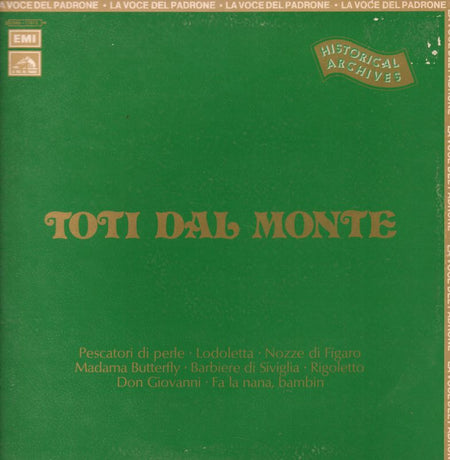 LA VOCE DEL PADRONE • LA VOCE DEL PADRONE • LA VOCE DEL PADRONE • LA VOCE DEL PADRONE
EMI
HISTORICAL
ARCHIVES
TOTI DAL MONTE
Pescatori di perle · Lodoletta · Nozze di Figaro
Madama Butterfly · Barbiere di Siviglia · Rigoletto
Don Giovanni · Fa la nana, bambin